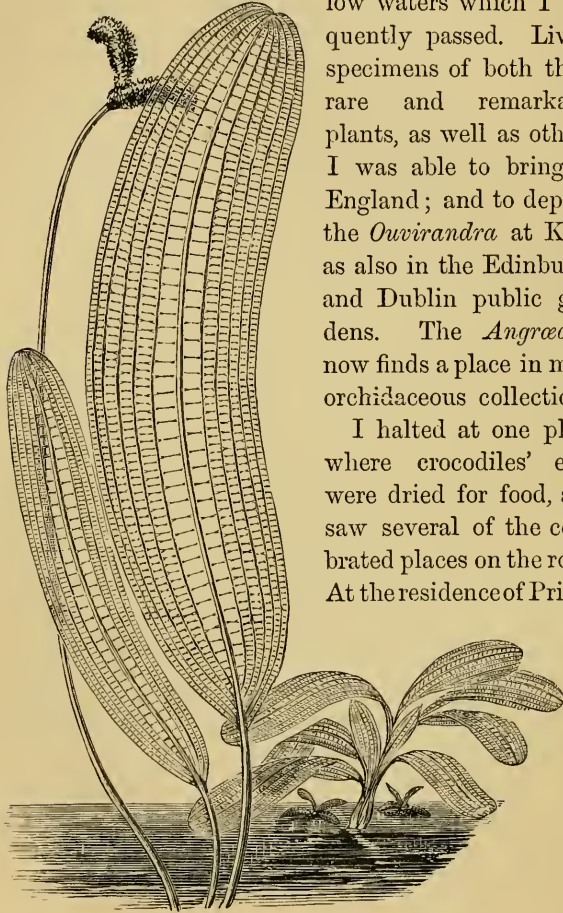 low waters which I
quently passed. Liv
specimens of both th
rare and remarka
plants, as well as oth
I was able to bring
England; and to dep
the Ouvirandra at K
as also in the Edinbu
and Dublin public g
dens. The Angræc
now finds a place in m
orchidaceous collectio
I halted at one pl
where crocodiles' e
were dried for food, a
saw several of the ce
brated places on the ro
At the residence of Pri